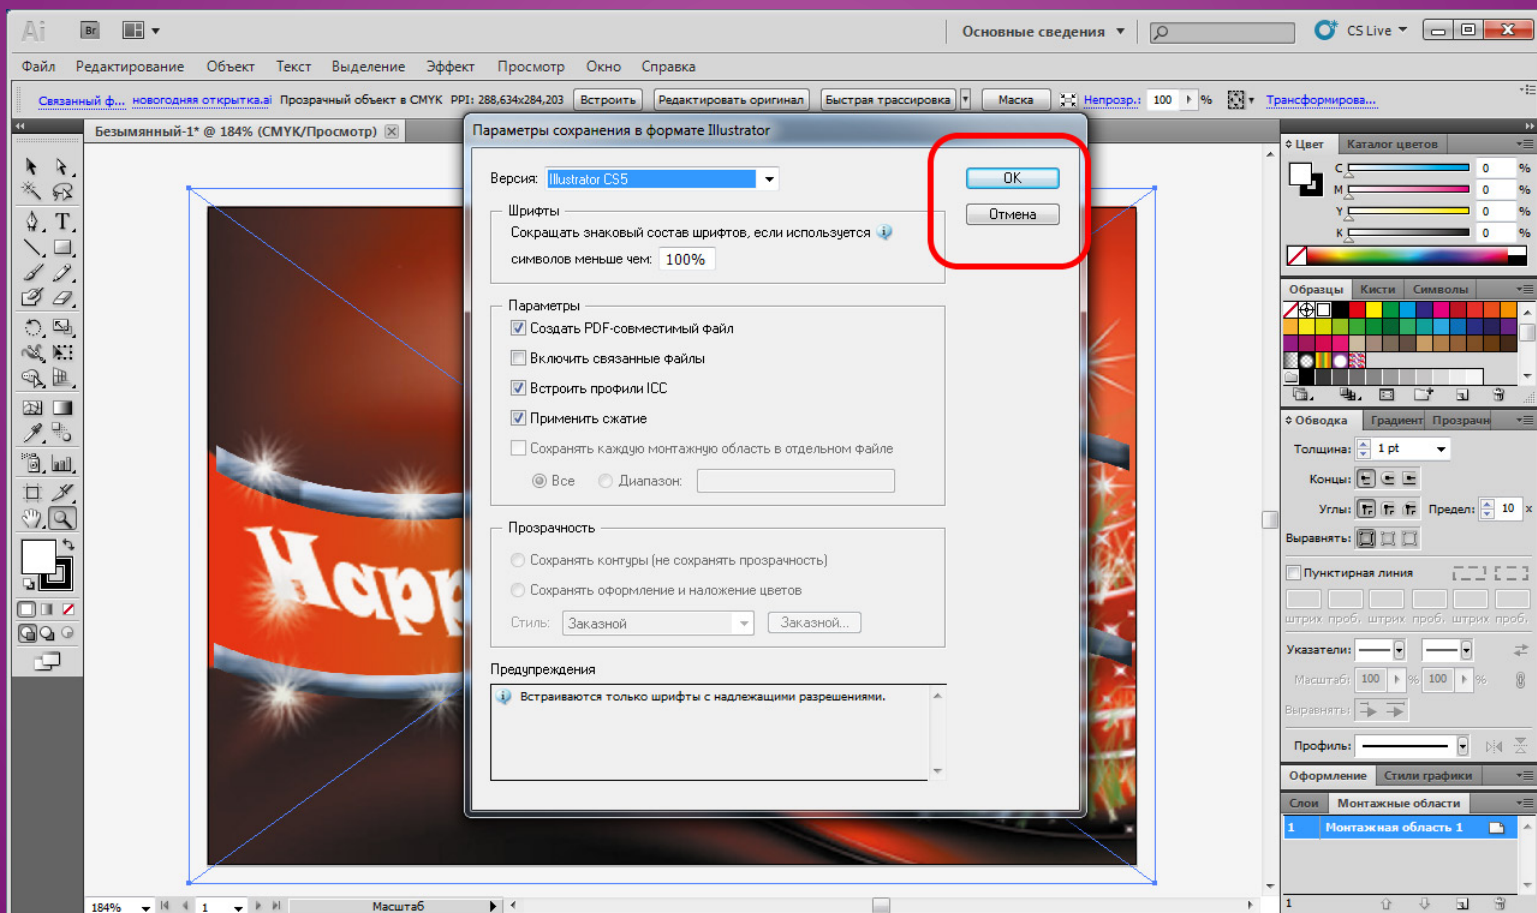 Ai Br Основные сведения CS Live
Файл Редактирование Объект Текст Выделение Эффект Просмотр Окно Справка
Связанный ф... новогодняя открытка.ai Прозрачный объект в CMYK PPI: 288,634x284,203 Встроить Редактировать оригинал Быстрая трассировка Маска Непрозр.: 100 % Трансформирова...
Безымянный-1* @ 184% (CMYK/Просмотр)
Параметры сохранения в формате Illustrator
Версия: Illustrator CS5
OK
Отмена
Шрифты
Сокращать знаковый состав шрифтов, если используется
символов меньше чем: 100%
Параметры
Создать PDF-совместимый файл
Включить связанные файлы
Встроить профили ICC
Применить сжатие
Сохранять каждую монтажную область в отдельном файле
Все Диапазон:
Прозрачность
Сохранять контуры (не сохранять прозрачность)
Сохранять оформление и наложение цветов
Стиль: Заказной Заказной...
Предупреждения
Встраиваются только шрифты с надлежащими разрешениями.
Happ
Цвет Каталог цветов
C 0 %
M 0 %
Y 0 %
K 0 %
Образцы Кисти Символы
Обводка Градиент Прозрачн
Толщина: 1 pt
Концы:
Углы: Предел: 10 x
Выравнять:
Пунктирная линия
штрих проб. штрих проб. штрих проб.
Указатели:
Масштаб: 100 % 100 %
Выравнять:
Профиль:
Оформление Стили графики
Слои Монтажные области
1 Монтажная область 1
1
184% 1 Масштаб